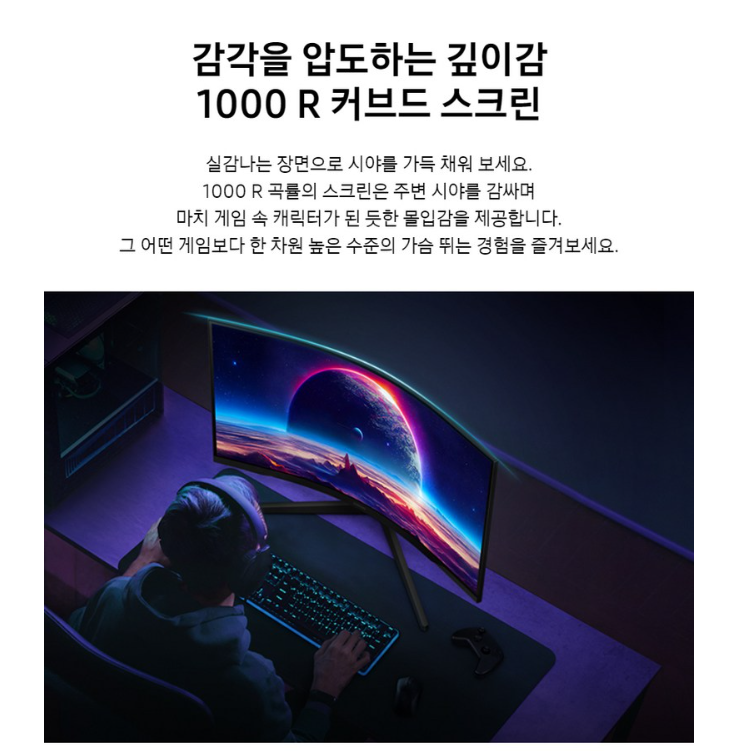 감각을 압도하는 깊이감
1000 R 커브드 스크린
실감나는 장면으로 시야를 가득 채워 보세요.
1000 R 곡률의 스크린은 주변 시야를 감싸며
마치 게임 속 캐릭터가 된 듯한 몰입감을 제공합니다.
그 어떤 게임보다 한 차원 높은 수준의 가슴 뛰는 경험을 즐겨보세요.